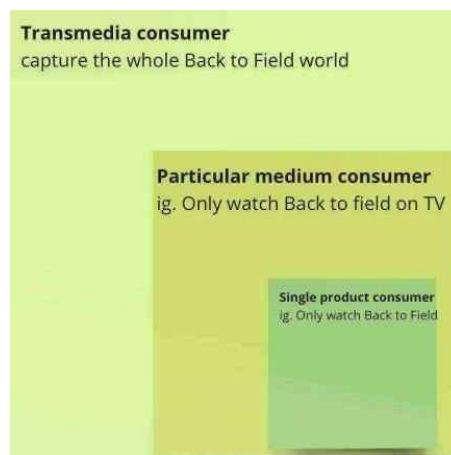 Transmedia consumer
capture the whole Back to Field world
Particular medium consumer
ig. Only watch Back to field on TV
Single product consumer
ig. Only watch Back to Field